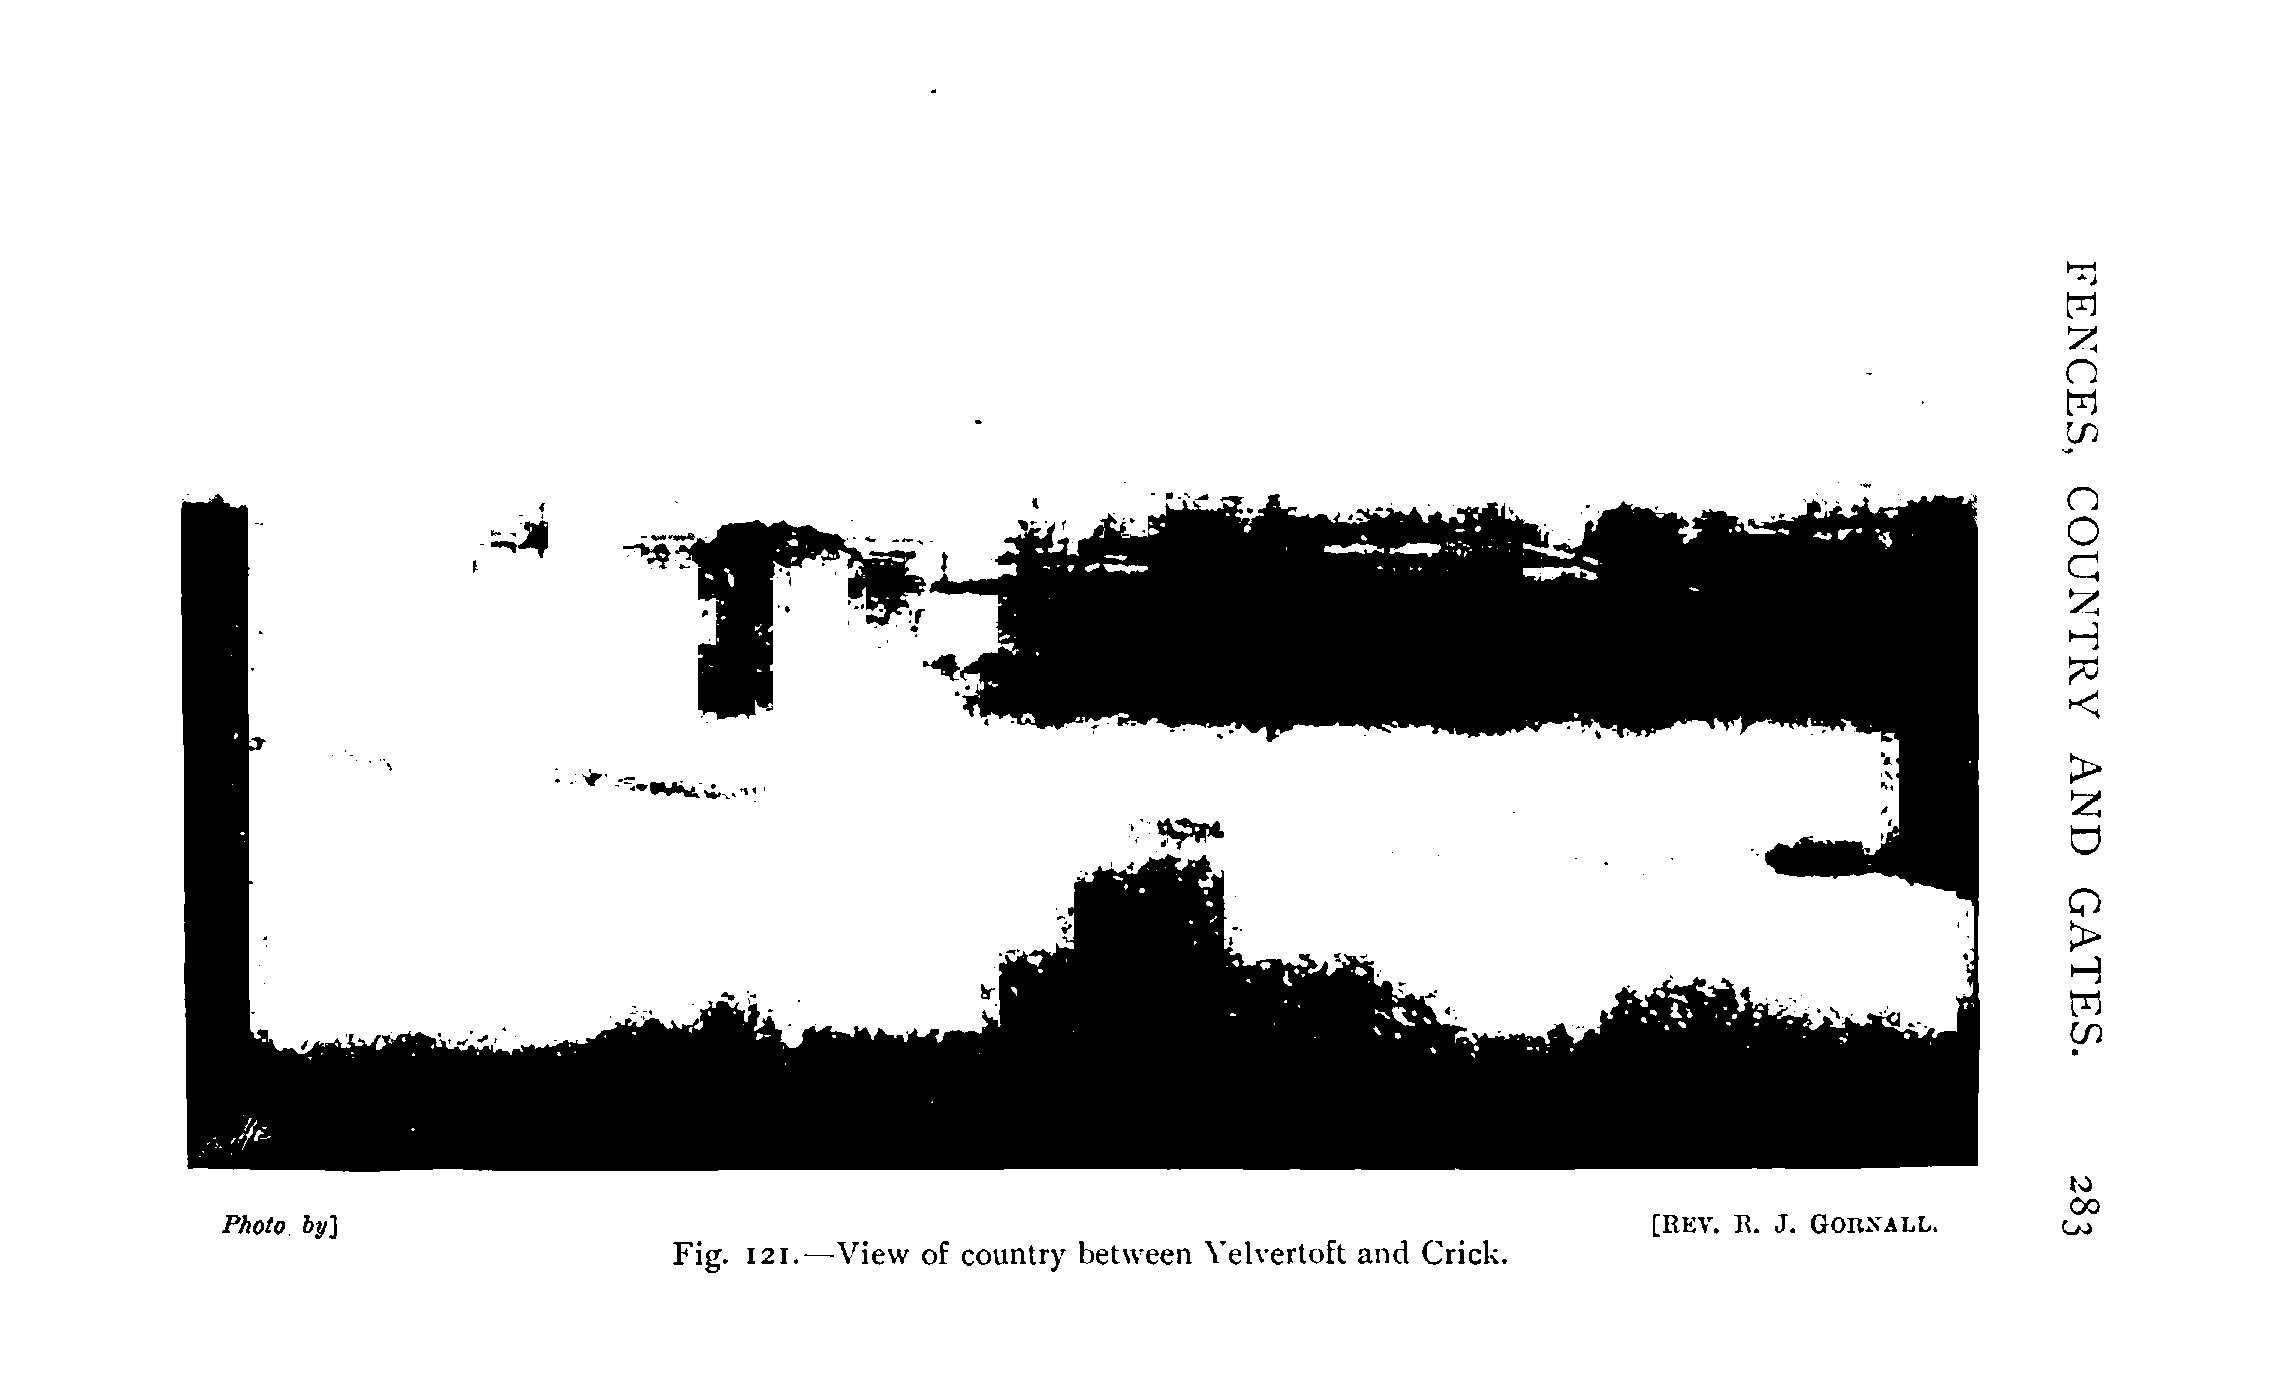 FENCES, COUNTRY AND GATES. 283
Photo by] [REV. R. J. GORNALL.
Fig. 121.—View of country between Yelvertoft and Crick.